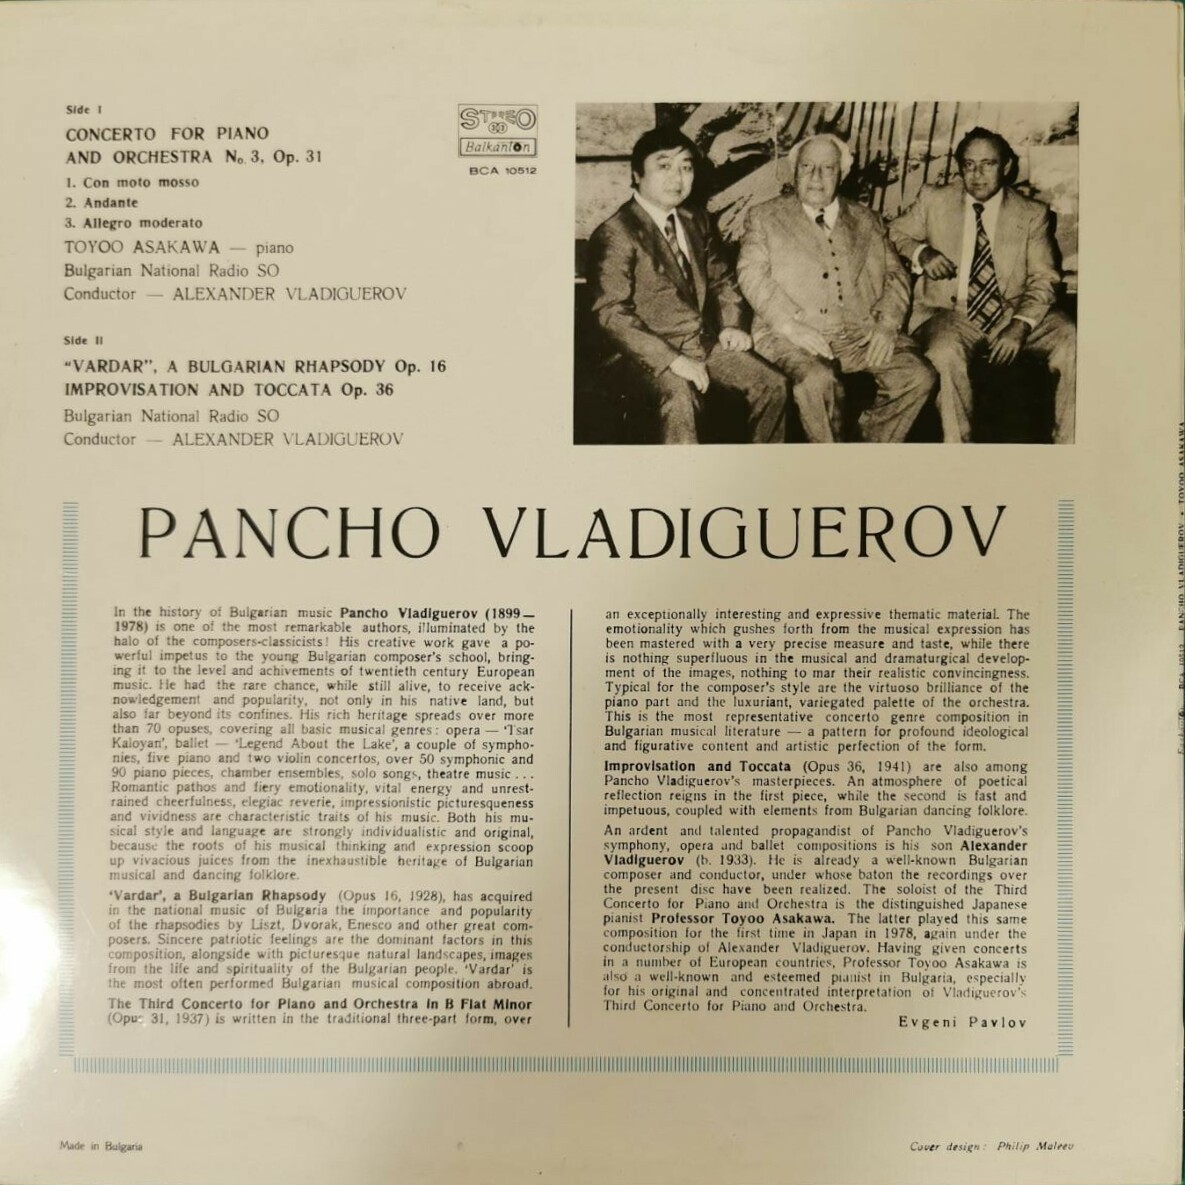 Side I
CONCERTO FOR PIANO
AND ORCHESTRA No. 3, Op. 31
1. Con moto mosso
2. Andante
3. Allegro moderato
TOYOO ASAKAWA — piano
Bulgarian National Radio SO
Conductor — ALEXANDER VLADIGUEROV
STEREO
Balkanton
BCA 10512
Side II
"VARDAR", A BULGARIAN RHAPSODY Op. 16
IMPROVISATION AND TOCCATA Op. 36
Bulgarian National Radio SO
Conductor — ALEXANDER VLADIGUEROV
PANCHO VLADIGUEROV
In the history of Bulgarian music Pancho Vladiguerov (1899—
1978) is one of the most remarkable authors, illuminated by the
halo of the composers-classicists! His creative work gave a po-
werful impetus to the young Bulgarian composer's school, bring-
ing it to the level and achivements of twentieth century European
music. He had the rare chance, while still alive, to receive ack-
nowledgement and popularity, not only in his native land, but
also far beyond its confines. His rich heritage spreads over more
than 70 opuses, covering all basic musical genres: opera — 'Tsar
Kaloyan', ballet — 'Legend About the Lake', a couple of sympho-
nies, five piano and two violin concertos, over 50 symphonic and
90 piano pieces, chamber ensembles, solo songs, theatre music ...
Romantic pathos and fiery emotionality, vital energy and unrest-
rained cheerfulness, elegiac reverie, impressionistic picturesqueness
and vividness are characteristic traits of his music. Both his mu-
sical style and language are strongly individualistic and original,
because the roots of his musical thinking and expression scoop
up vivacious juices from the inexhaustible heritage of Bulgarian
musical and dancing folklore.
'Vardar', a Bulgarian Rhapsody (Opus 16, 1928), has acquired
in the national music of Bulgaria the importance and popularity
of the rhapsodies by Liszt, Dvorak, Enesco and other great com-
posers. Sincere patriotic feelings are the dominant factors in this
composition, alongside with picturesque natural landscapes, images
from the life and spirituality of the Bulgarian people. 'Vardar' is
the most often performed Bulgarian musical composition abroad.
The Third Concerto for Piano and Orchestra in B Flat Minor
(Opus 31, 1937) is written in the traditional three-part form, over
an exceptionally interesting and expressive thematic material. The
emotionality which gushes forth from the musical expression has
been mastered with a very precise measure and taste, while there
is nothing superfluous in the musical and dramaturgical develop-
ment of the images, nothing to mar their realistic convincingness.
Typical for the composer's style are the virtuoso brilliance of the
piano part and the luxuriant, variegated palette of the orchestra.
This is the most representative concerto genre composition in
Bulgarian musical literature — a pattern for profound ideological
and figurative content and artistic perfection of the form.
Improvisation and Toccata (Opus 36, 1941) are also among
Pancho Vladiguerov's masterpieces. An atmosphere of poetical
reflection reigns in the first piece, while the second is fast and
impetuous, coupled with elements from Bulgarian dancing folklore.
An ardent and talented propagandist of Pancho Vladiguerov's
symphony, opera and ballet compositions is his son Alexander
Vladiguerov (b. 1933). He is already a well-known Bulgarian
composer and conductor, under whose baton the recordings over
the present disc have been realized. The soloist of the Third
Concerto for Piano and Orchestra is the distinguished Japanese
pianist Professor Toyoo Asakawa. The latter played this same
composition for the first time in Japan in 1978, again under the
conductorship of Alexander Vladiguerov. Having given concerts
in a number of European countries, Professor Toyoo Asakawa is
also a well-known and esteemed pianist in Bulgaria, especially
for his original and concentrated interpretation of Vladiguerov's
Third Concerto for Piano and Orchestra.
Evgeni Pavlov
BCA 10512 PANCHO VLADIGUEROV • TOYOO ASAKAWA
Made in Bulgaria
Cover design: Philip Maleev